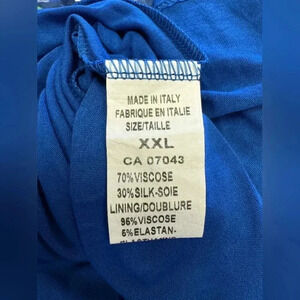 MADE IN ITALY
FABRIQUE EN ITALIE
SIZE/TAILLE
XXL
CA 07043
70%VISCOSE
30%SILK-SOIE
LINING/DOUBLURE
95%VISCOSE
5%ELASTAN-